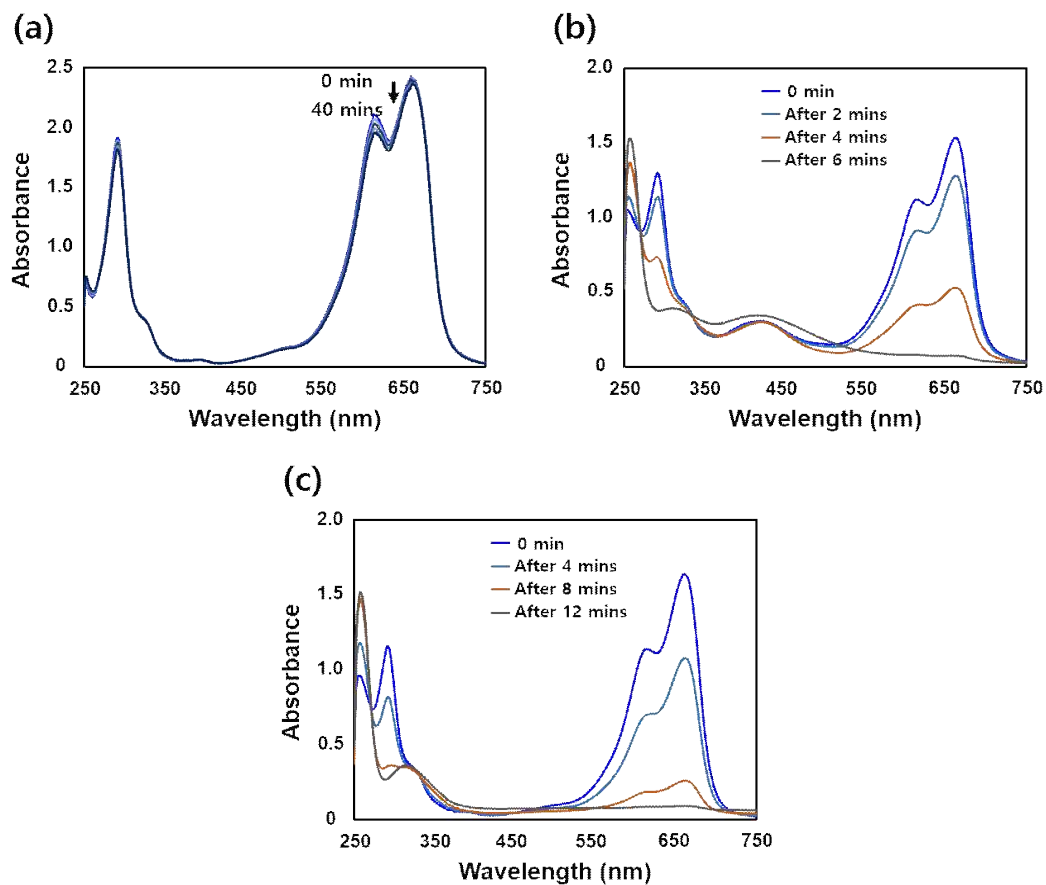 (a)
2.5
2.0
1.5
1.0
0.5
0
0 min
40 mins
250 350 450 550 650 750
Absorbance
Wavelength (nm)
(b)
2.0
1.5
1.0
0.5
0
0 min
After 2 mins
After 4 mins
After 6 mins
250 350 450 550 650 750
Absorbance
Wavelength (nm)
(c)
2.0
1.5
1.0
0.5
0
0 min
After 4 mins
After 8 mins
After 12 mins
250 350 450 550 650 750
Absorbance
Wavelength (nm)